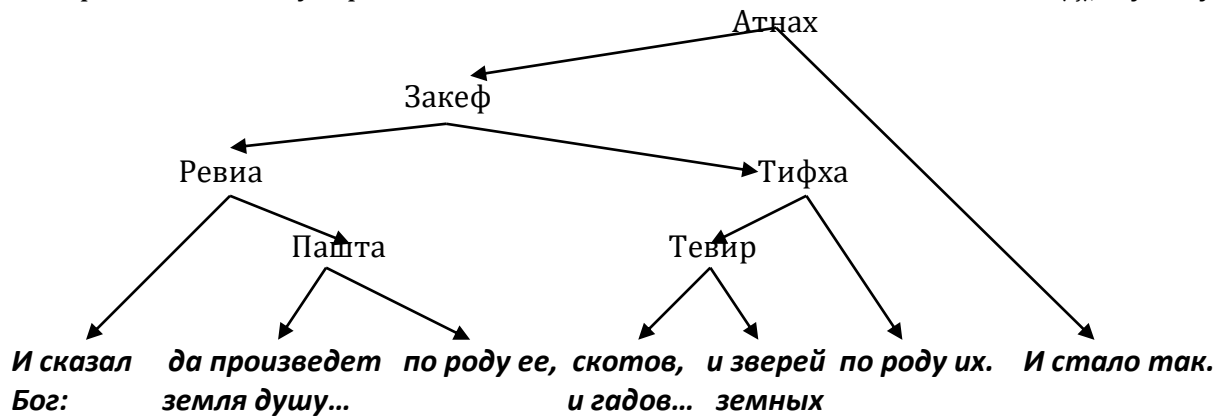 Атнах
Закеф
Ревиа Тифха
Пашта Тевир
И сказал да произведет по роду ее, скотов, и зверей по роду их. И стало так.
Бог: земля душу… и гадов… земных